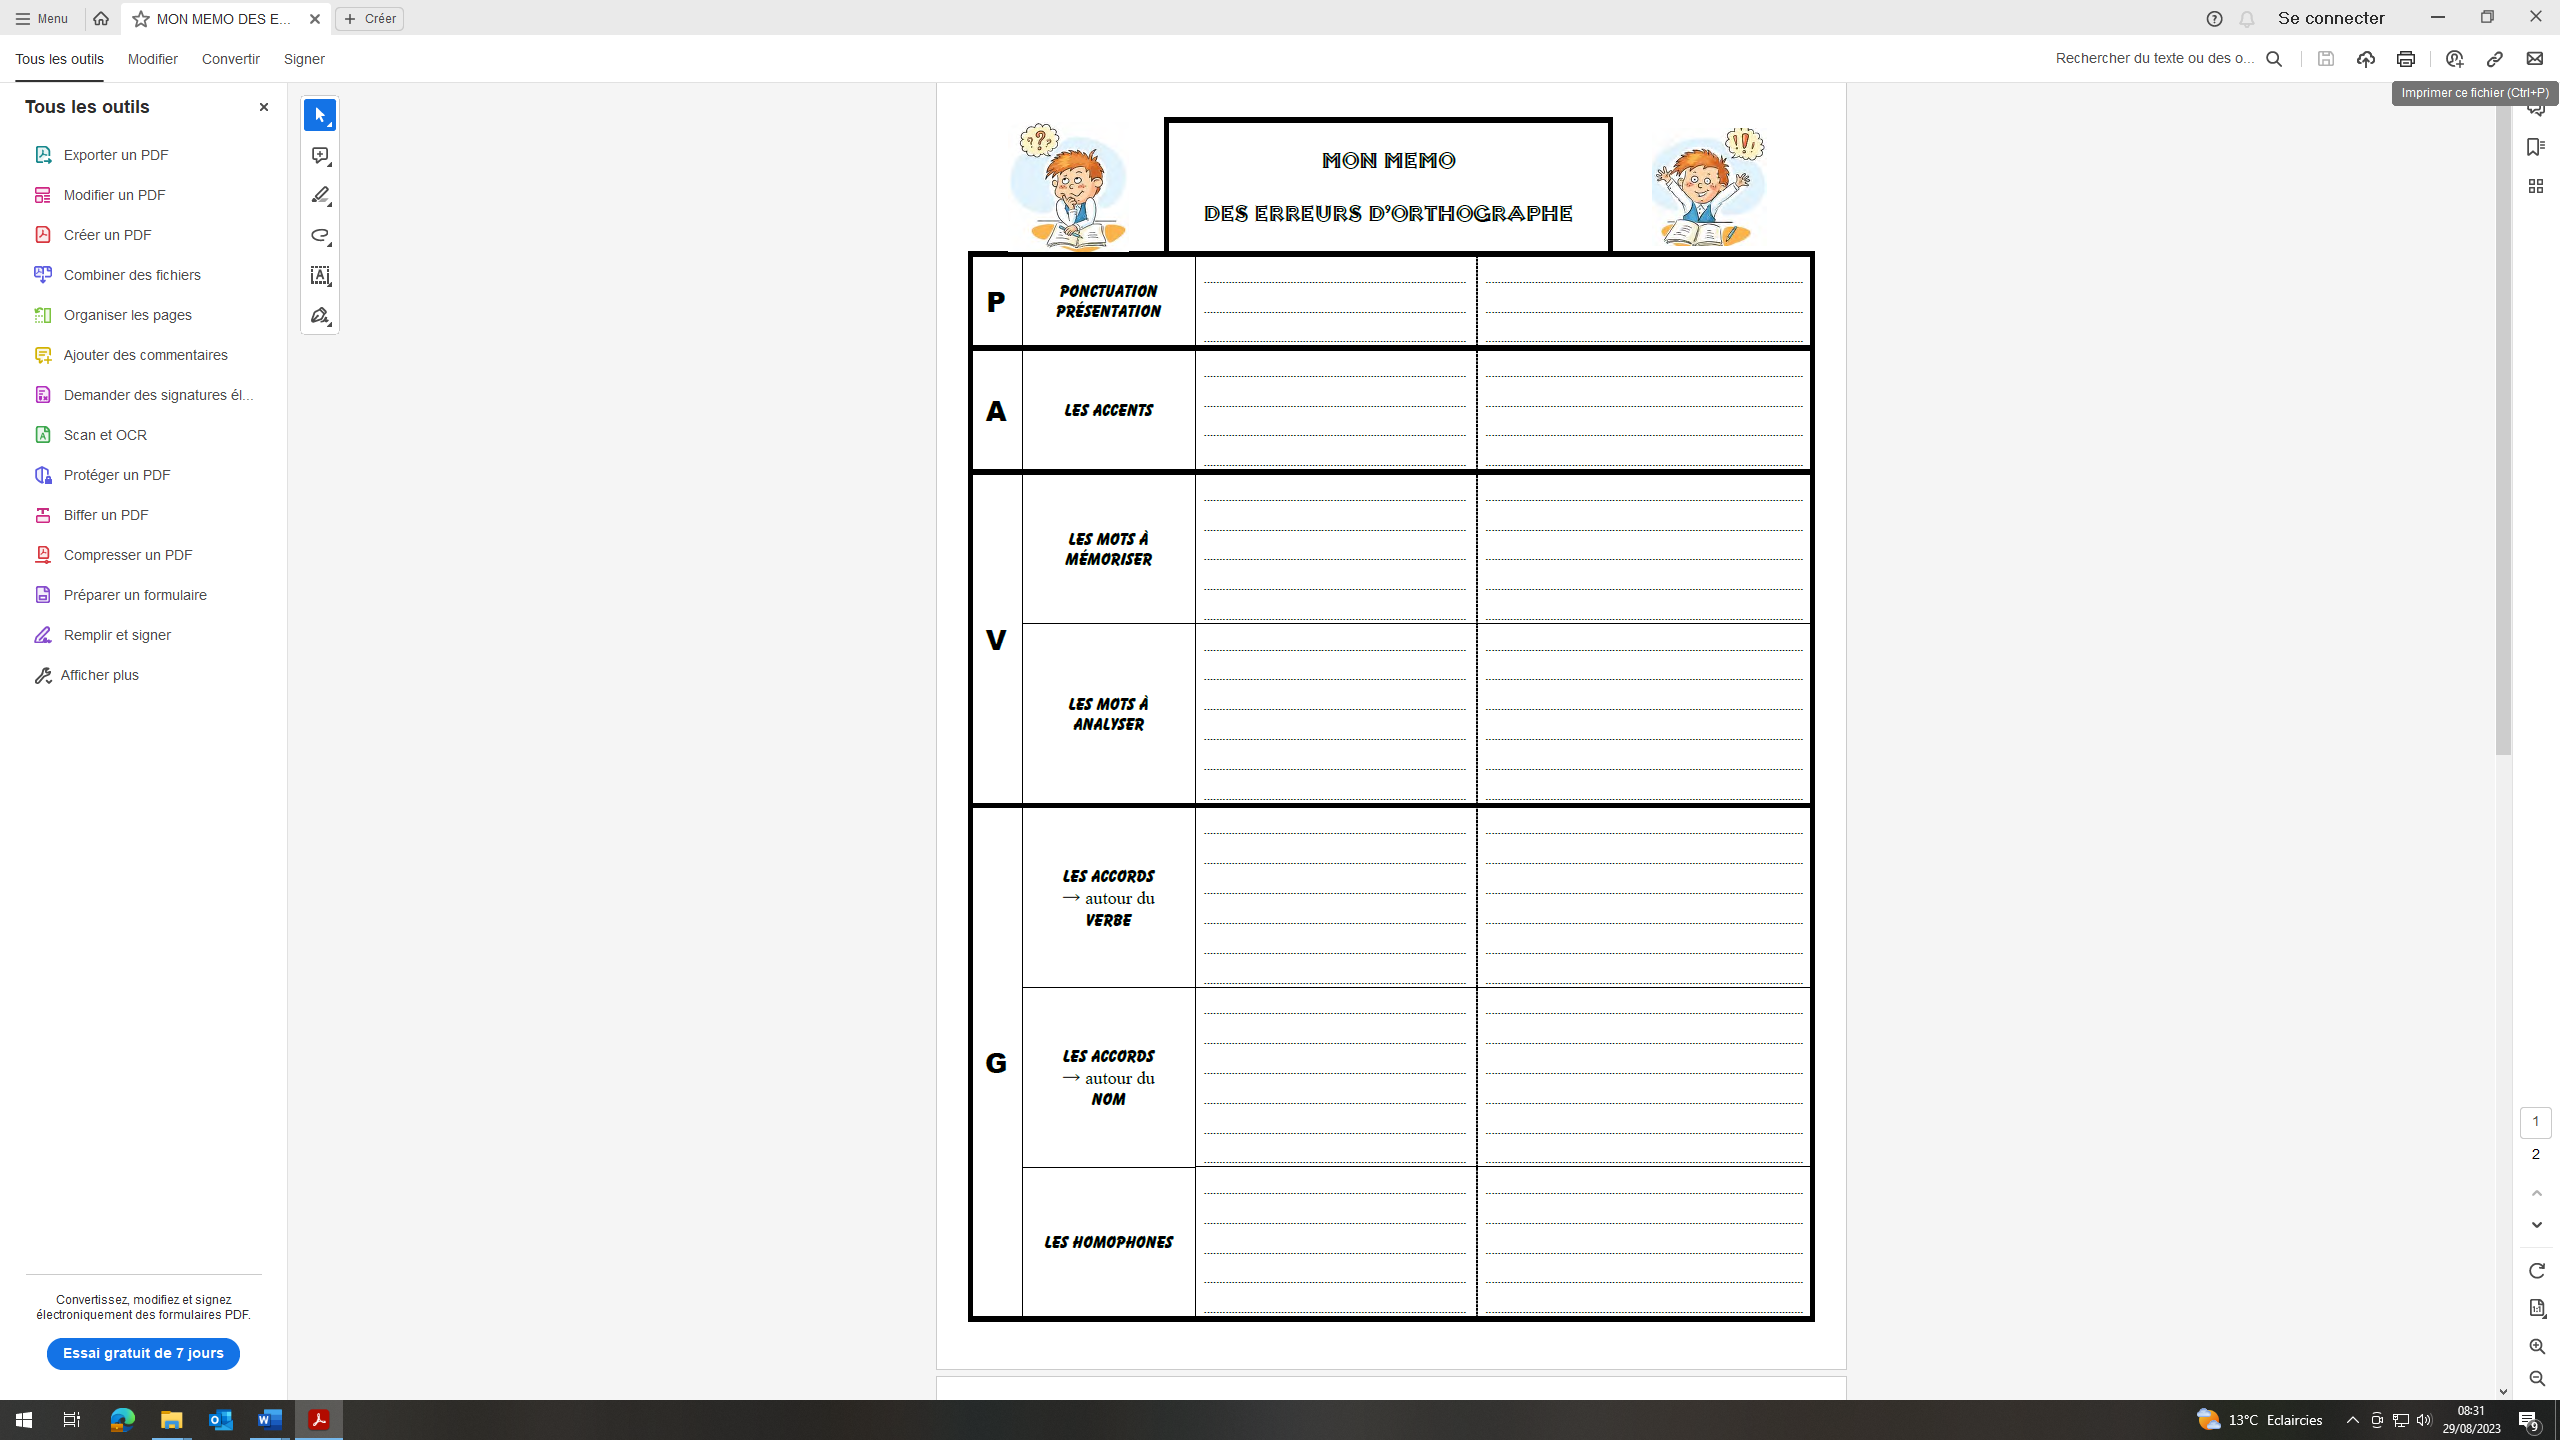 Menu
MON MEMO DES E...
Créer
Se connecter
Tous les outils
Modifier
Convertir
Signer
Rechercher du texte ou des o...
Imprimer ce fichier (Ctrl+P)
Tous les outils
Exporter un PDF
Modifier un PDF
Créer un PDF
Combiner des fichiers
Organiser les pages
Ajouter des commentaires
Demander des signatures él...
Scan et OCR
Protéger un PDF
Biffer un PDF
Compresser un PDF
Préparer un formulaire
Remplir et signer
Afficher plus
Convertissez, modifiez et signez
électroniquement des formulaires PDF.
Essai gratuit de 7 jours
???
MON MEMO
DES ERREURS D'ORTHOGRAPHE
!!!
P
PONCTUATION
PRÉSENTATION
A
LES ACCENTS
V
LES MOTS À
MÉMORISER
LES MOTS À
ANALYSER
G
LES ACCORDS
→ autour du
VERBE
LES ACCORDS
→ autour du
NOM
LES HOMOPHONES
1
2
13°C Eclaircies
08:31
29/08/2023
9